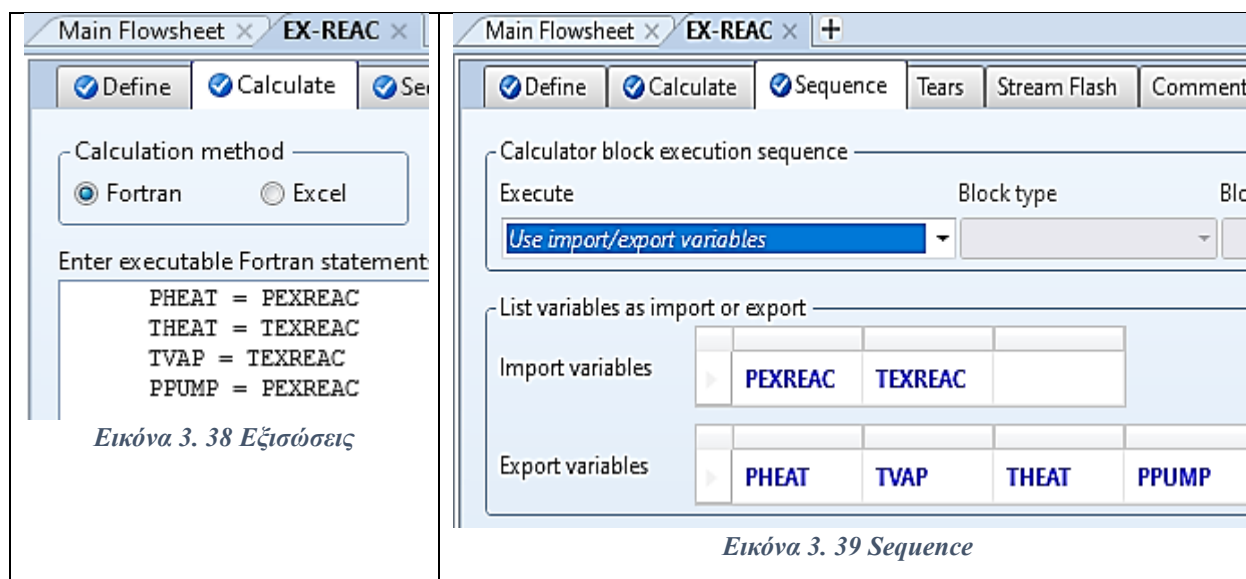 Main Flowsheet EX-REAC
Define Calculate
Calculation method
Fortran Excel
Enter executable Fortran statement
PHEAT = PEXREAC
THEAT = TEXREAC
TVAP = TEXREAC
PPUMP = PEXREAC
Εικόνα 3. 38 Εξισώσεις
Main Flowsheet EX-REAC +
Define Calculate Sequence Tears Stream Flash Comment
Calculator block execution sequence
Execute Block type
Use import/export variables
List variables as import or export
Import variables PEXREAC TEXREAC
Export variables PHEAT TVAP THEAT PPUMP
Εικόνα 3. 39 Sequence